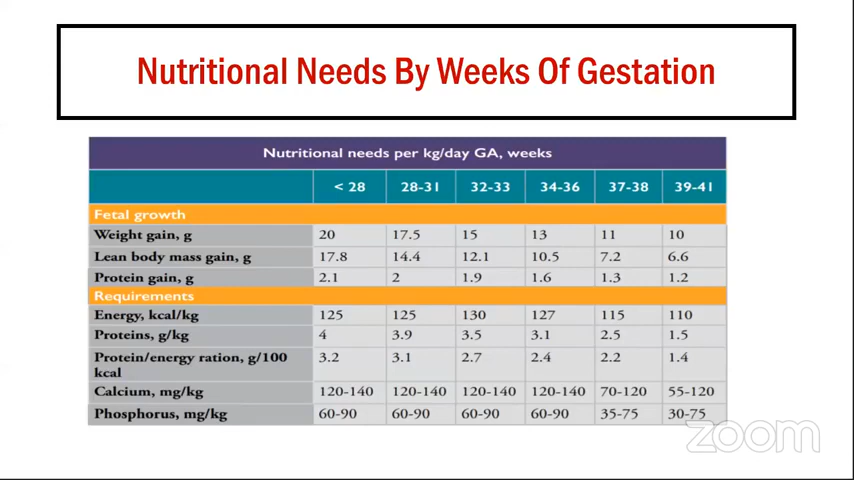 Nutritional Needs By Weeks Of Gestation
Nutritional needs per kg/day GA, weeks
< 28 28-31 32-33 34-36 37-38 39-41
Fetal growth
Weight gain, g 20 17.5 15 13 11 10
Lean body mass gain, g 17.8 14.4 12.1 10.5 7.2 6.6
Protein gain, g 2.1 2 1.9 1.6 1.3 1.2
Requirements
Energy, kcal/kg 125 125 130 127 115 110
Proteins, g/kg 4 3.9 3.5 3.1 2.5 1.5
Protein/energy ration, g/100 3.2 3.1 2.7 2.4 2.2 1.4
kcal
Calcium, mg/kg 120-140 120-140 120-140 120-140 70-120 55-120
Phosphorus, mg/kg 60-90 60-90 60-90 60-90 35-75 30-75
zoom